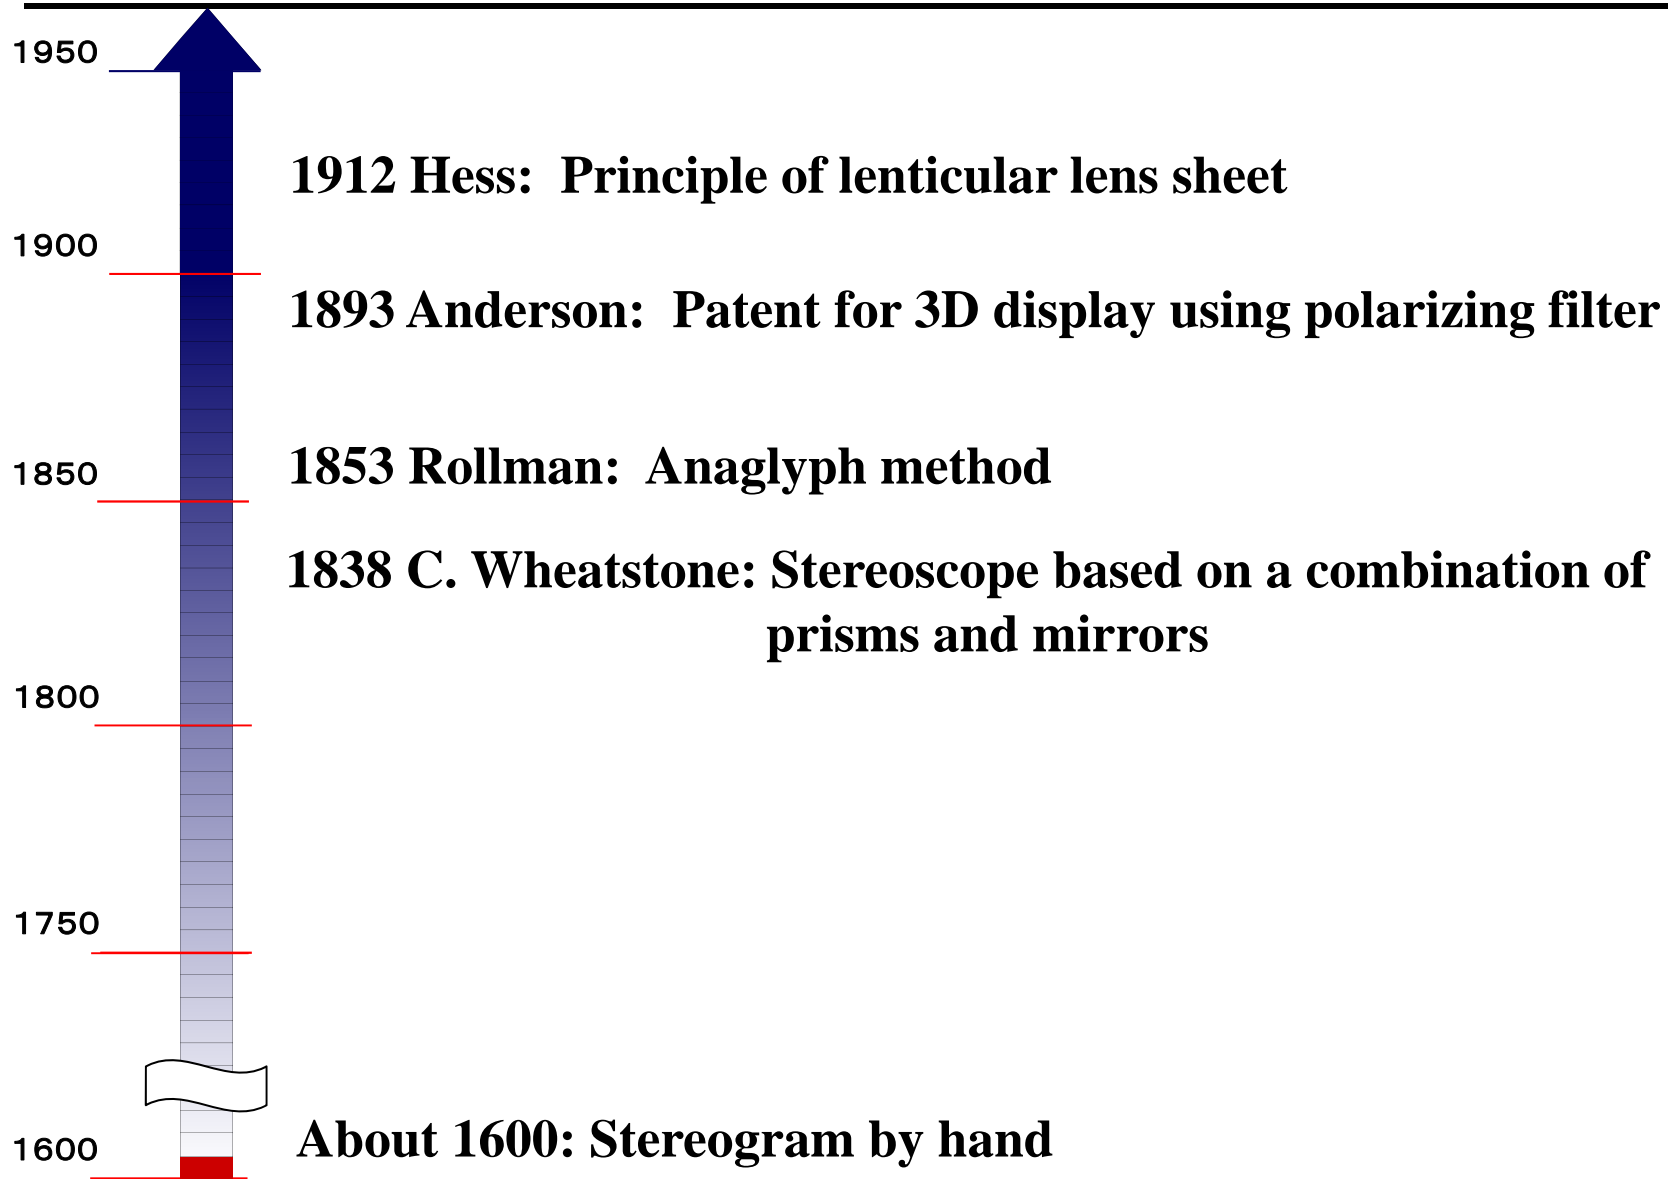 1950
1912 Hess:  Principle of lenticular lens sheet
1900
1893 Anderson:  Patent for 3D display using polarizing filter
1850
1853 Rollman:  Anaglyph method
1838 C. Wheatstone: Stereoscope based on a combination of
prisms and mirrors
1800
1750
About 1600: Stereogram by hand
1600